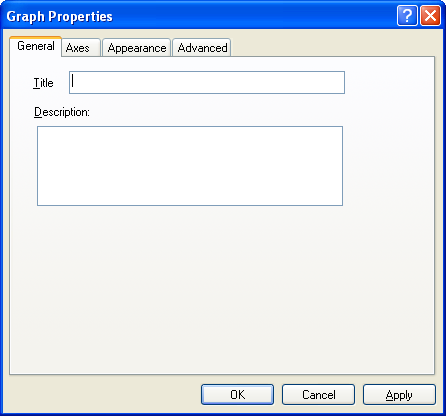 Graph Properties
General Axes Appearance Advanced
Title
Description:
OK Cancel Apply